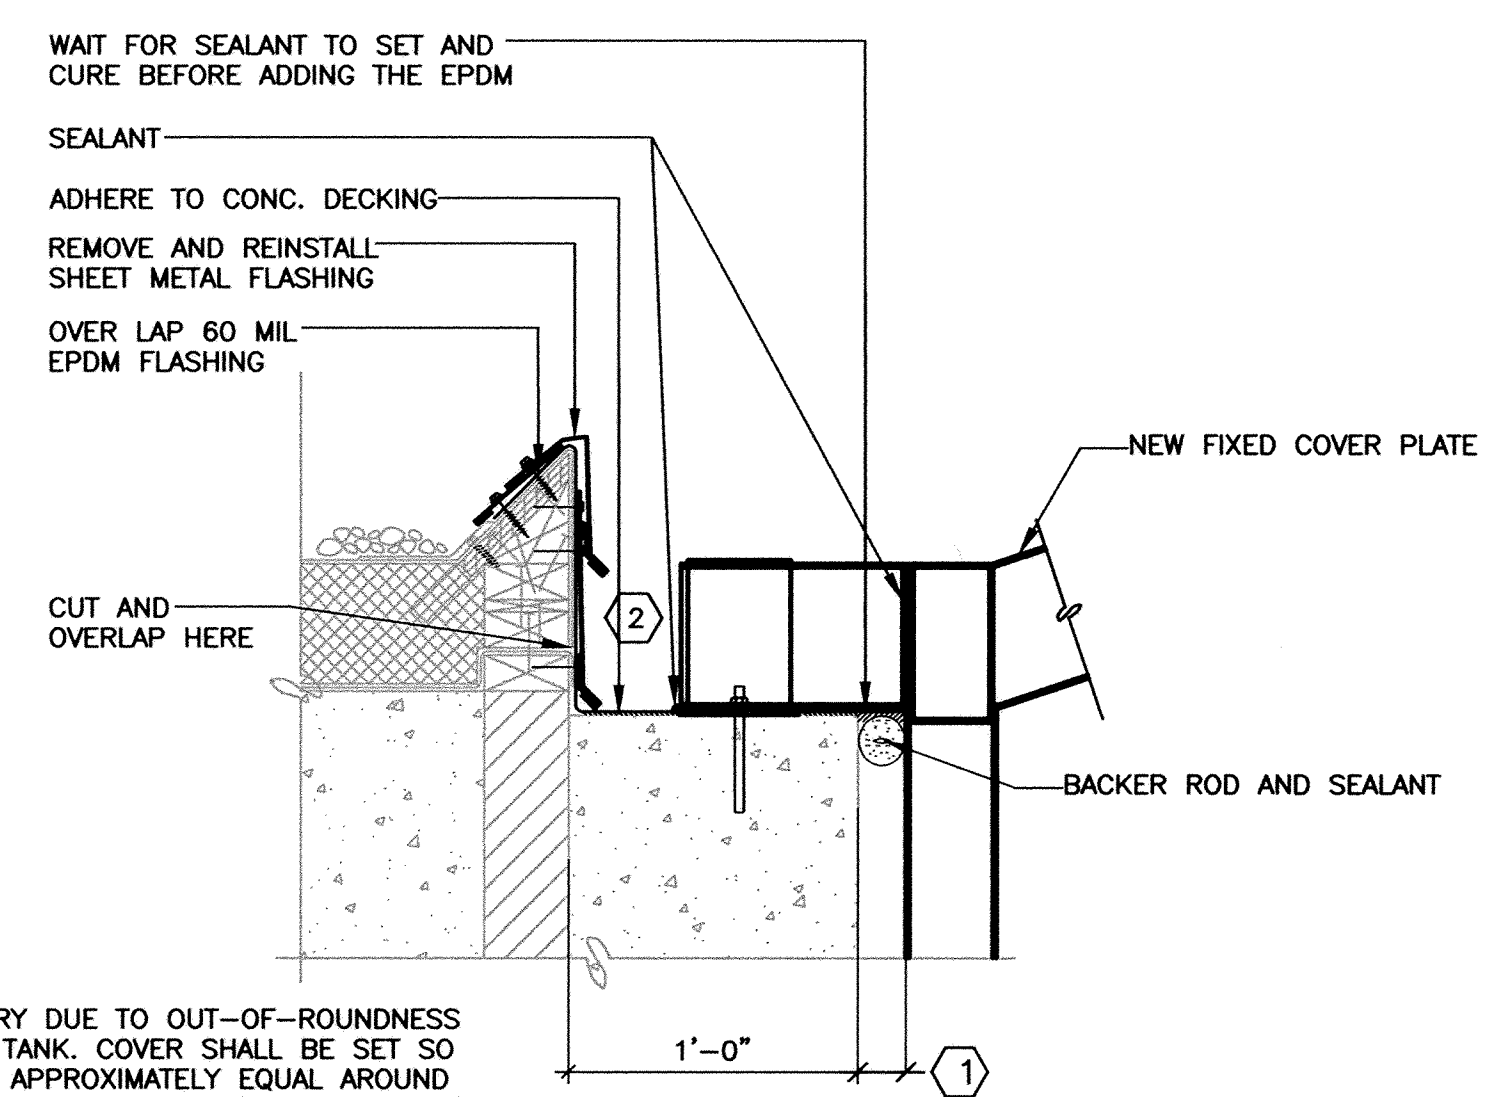 WAIT FOR SEALANT TO SET AND
CURE BEFORE ADDING THE EPDM
SEALANT
ADHERE TO CONC. DECKING
REMOVE AND REINSTALL
SHEET METAL FLASHING
OVER LAP 60 MIL
EPDM FLASHING
NEW FIXED COVER PLATE
CUT AND
OVERLAP HERE
2
BACKER ROD AND SEALANT
RY DUE TO OUT-OF-ROUNDNESS
TANK. COVER SHALL BE SET SO
APPROXIMATELY EQUAL AROUND
1'-0"
1